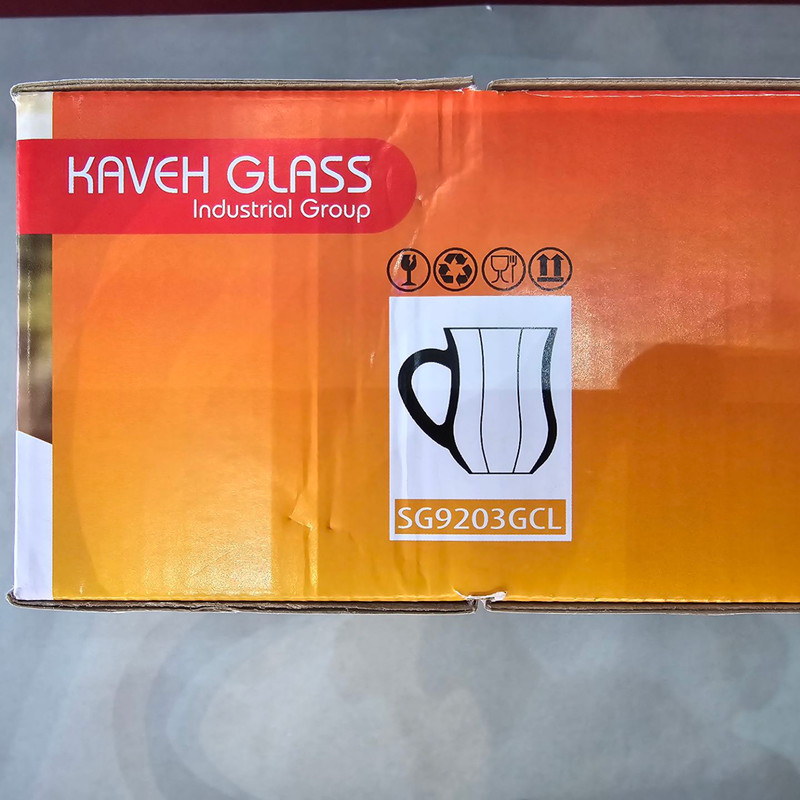 KAVEH GLASS
Industrial Group
SG9203GCL